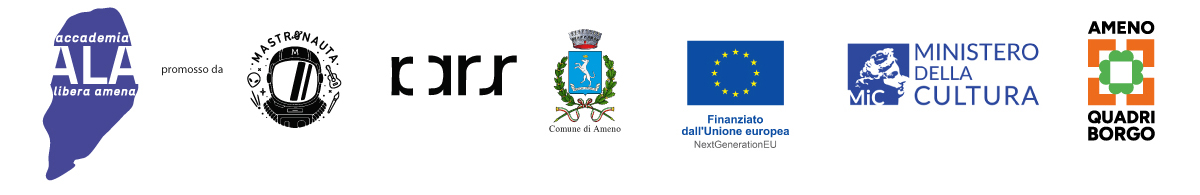 accademia
ALA
libera amena
promosso da
MASTRONAUTA
M
Comune di Ameno
Finanziato
dall'Unione europea
NextGenerationEU
MiC
MINISTERO
DELLA
CULTURA
AMENO
QUADRI
BORGO